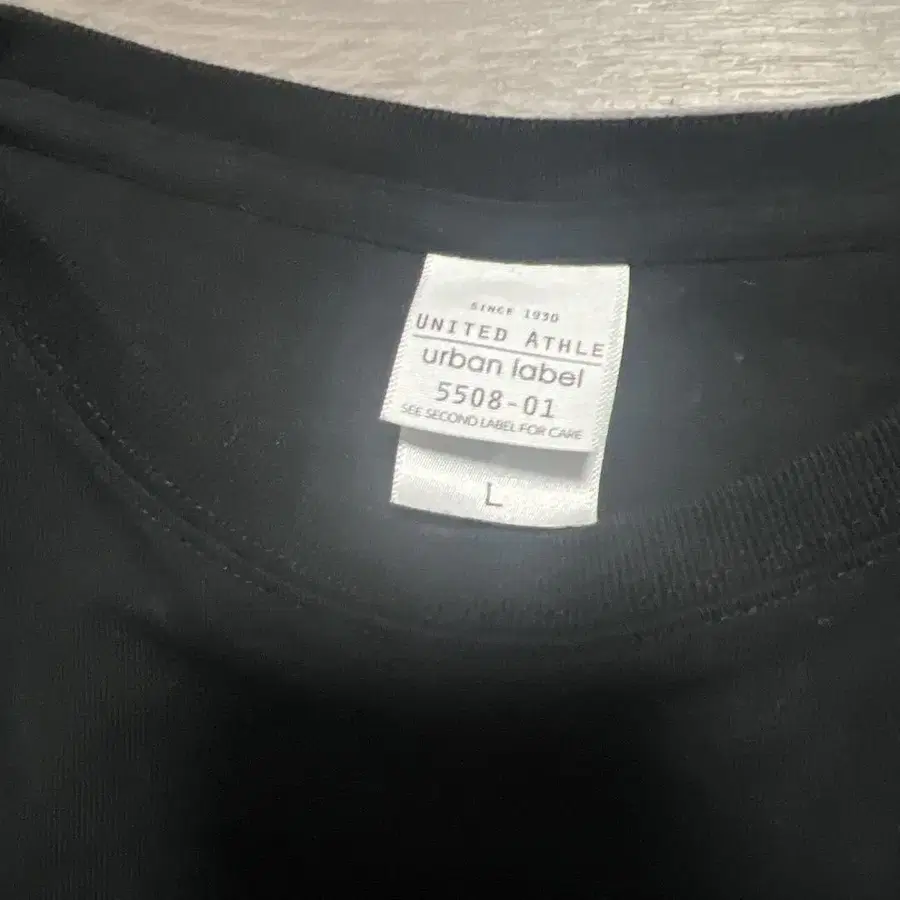 SINCE 1930
UNITED ATHLE
urban label
5508-01
SEE SECOND LABEL FOR CARE
L